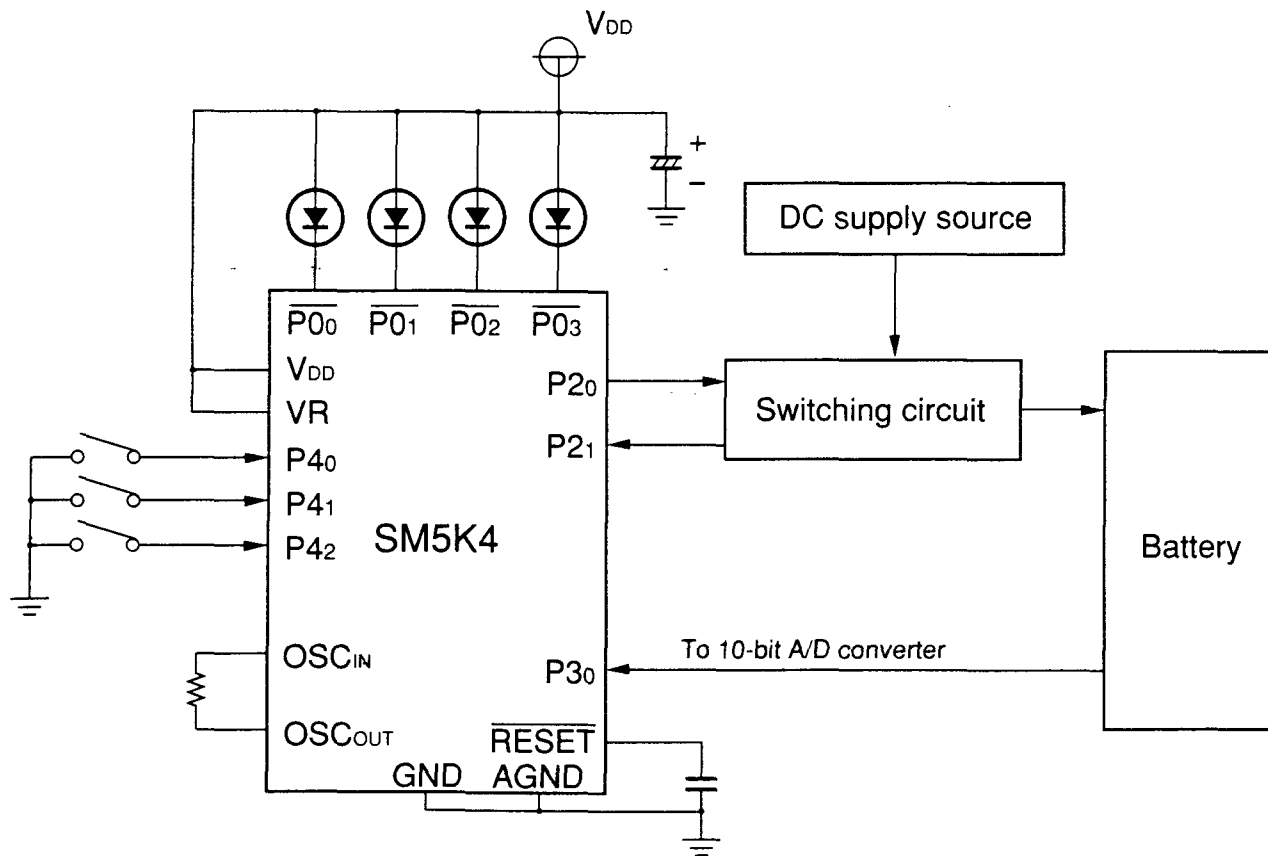 VDD
+
−
DC supply source
P00 P01 P02 P03
VDD
P20
Switching circuit
VR
P21
P40
P41
SM5K4
P42
Battery
To 10-bit A/D converter
OSCIN
P30
OSCOUT
RESET
GND AGND